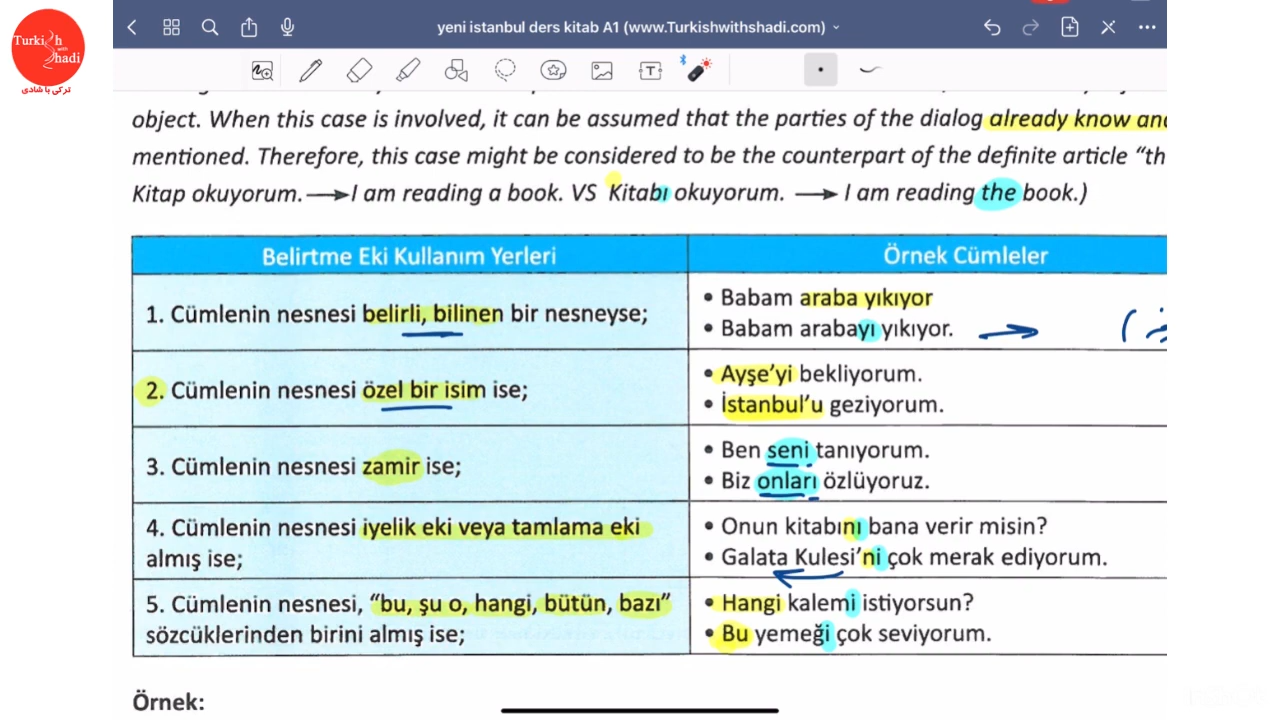 yeni istanbul ders kitab A1 (www.Turkishwithshadi.com)
Turkish
with
Shadi
ترکی با شادی
object. When this case is involved, it can be assumed that the parties of the dialog already know and
mentioned. Therefore, this case might be considered to be the counterpart of the definite article “th
Kitap okuyorum. → I am reading a book. VS Kitabı okuyorum. → I am reading the book.)
Belirtme Eki Kullanım Yerleri
Örnek Cümleler
1. Cümlenin nesnesi belirli, bilinen bir nesneyse;
• Babam araba yıkıyor
• Babam arabayı yıkıyor.
2. Cümlenin nesnesi özel bir isim ise;
• Ayşe’yi bekliyorum.
• İstanbul’u geziyorum.
3. Cümlenin nesnesi zamir ise;
• Ben seni tanıyorum.
• Biz onları özlüyoruz.
4. Cümlenin nesnesi iyelik eki veya tamlama eki
almış ise;
• Onun kitabını bana verir misin?
• Galata Kulesi’ni çok merak ediyorum.
5. Cümlenin nesnesi, “bu, şu o, hangi, bütün, bazı”
sözcüklerinden birini almış ise;
• Hangi kalemi istiyorsun?
• Bu yemeği çok seviyorum.
Örnek: